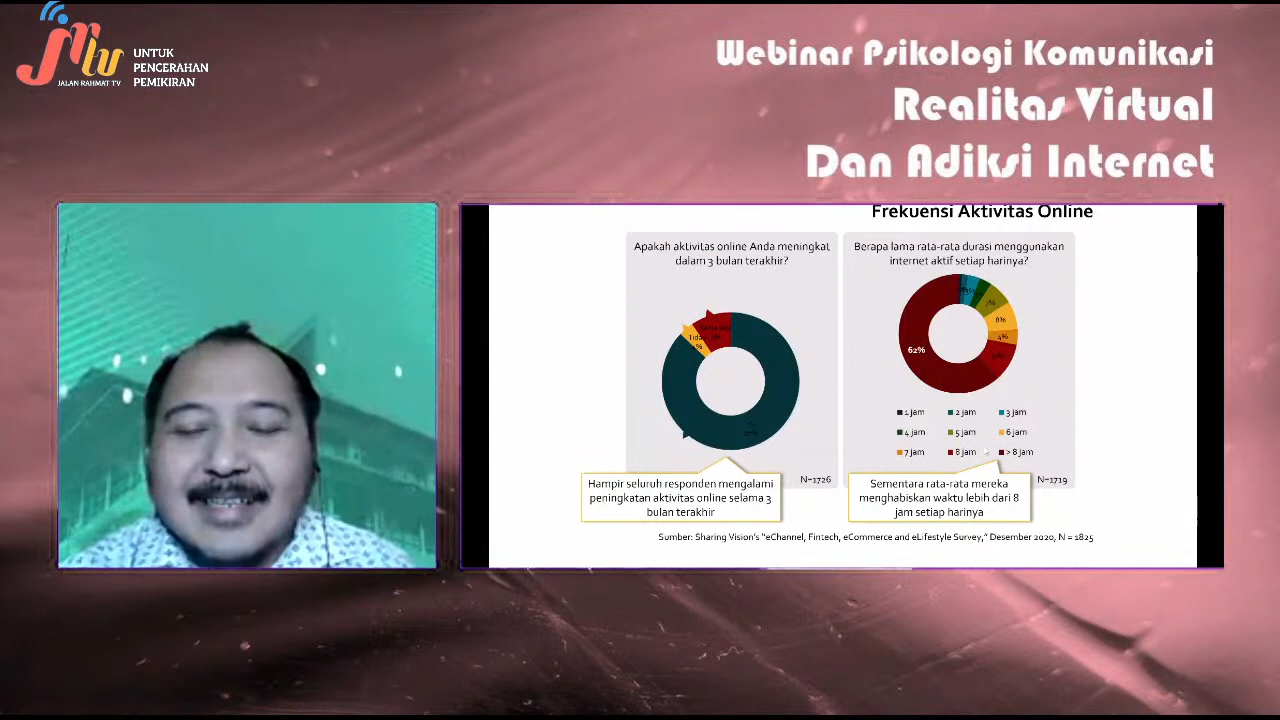 jrtv
JALAN RAHMAT TV
UNTUK
PENCERAHAN
PEMIKIRAN
Webinar Psikologi Komunikasi
Realitas Virtual
Dan Adiksi Internet
Frekuensi Aktivitas Online
Apakah aktivitas online Anda meningkat
dalam 3 bulan terakhir?
N=1726
Hampir seluruh responden mengalami
peningkatan aktivitas online selama 3
bulan terakhir
Berapa lama rata-rata durasi menggunakan
internet aktif setiap harinya?
7%
8%
4%
62%
1 jam 2 jam 3 jam
4 jam 5 jam 6 jam
7 jam 8 jam > 8 jam
N=1719
Sementara rata-rata mereka
menghabiskan waktu lebih dari 8
jam setiap harinya
Sumber: Sharing Vision's "eChannel, Fintech, eCommerce and eLifestyle Survey," Desember 2020, N = 1825